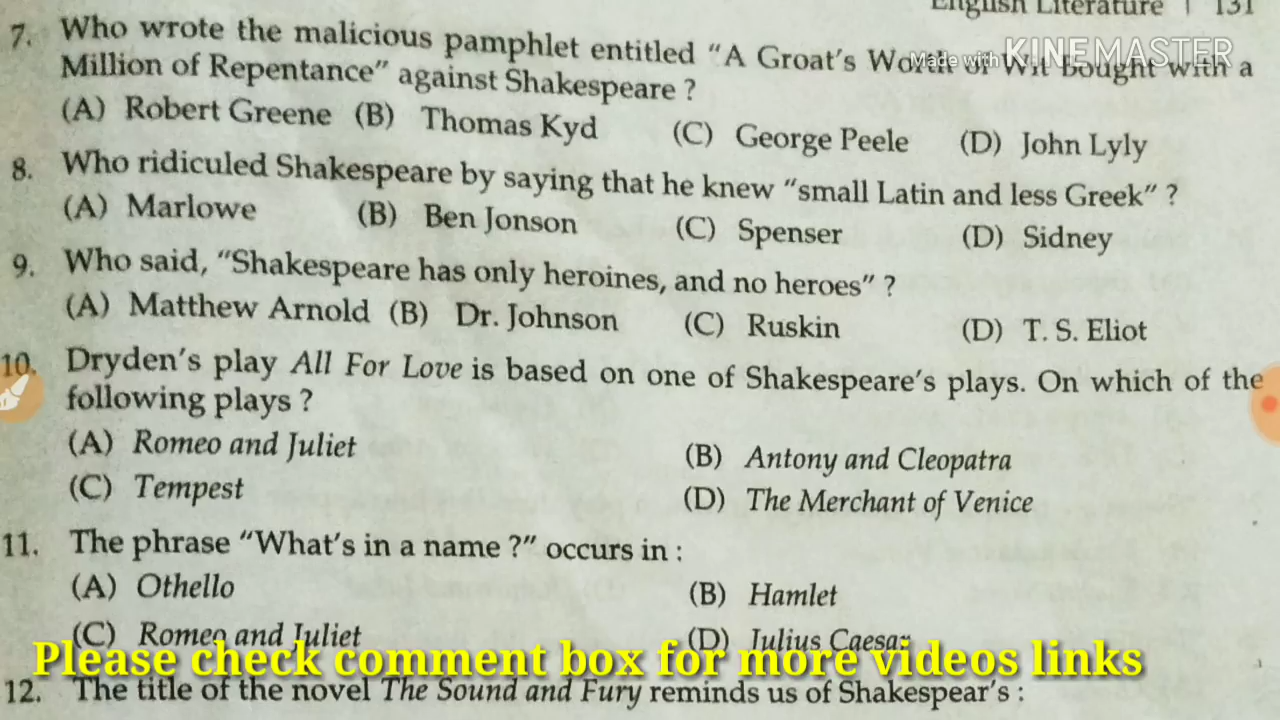 English Literature | 131
Made with KINEMASTER
7. Who wrote the malicious pamphlet entitled "A Groat's Worth of Wit Bought with a
Million of Repentance" against Shakespeare ?
(A) Robert Greene (B) Thomas Kyd (C) George Peele (D) John Lyly
8. Who ridiculed Shakespeare by saying that he knew "small Latin and less Greek" ?
(A) Marlowe (B) Ben Jonson (C) Spenser (D) Sidney
9. Who said, "Shakespeare has only heroines, and no heroes" ?
(A) Matthew Arnold (B) Dr. Johnson (C) Ruskin (D) T. S. Eliot
10. Dryden's play All For Love is based on one of Shakespeare's plays. On which of the
following plays ?
(A) Romeo and Juliet (B) Antony and Cleopatra
(C) Tempest (D) The Merchant of Venice
11. The phrase "What's in a name ?" occurs in :
(A) Othello (B) Hamlet
(C) Romeo and Juliet (D) Julius Caesar
Please check comment box for more videos links
12. The title of the novel The Sound and Fury reminds us of Shakespear's :